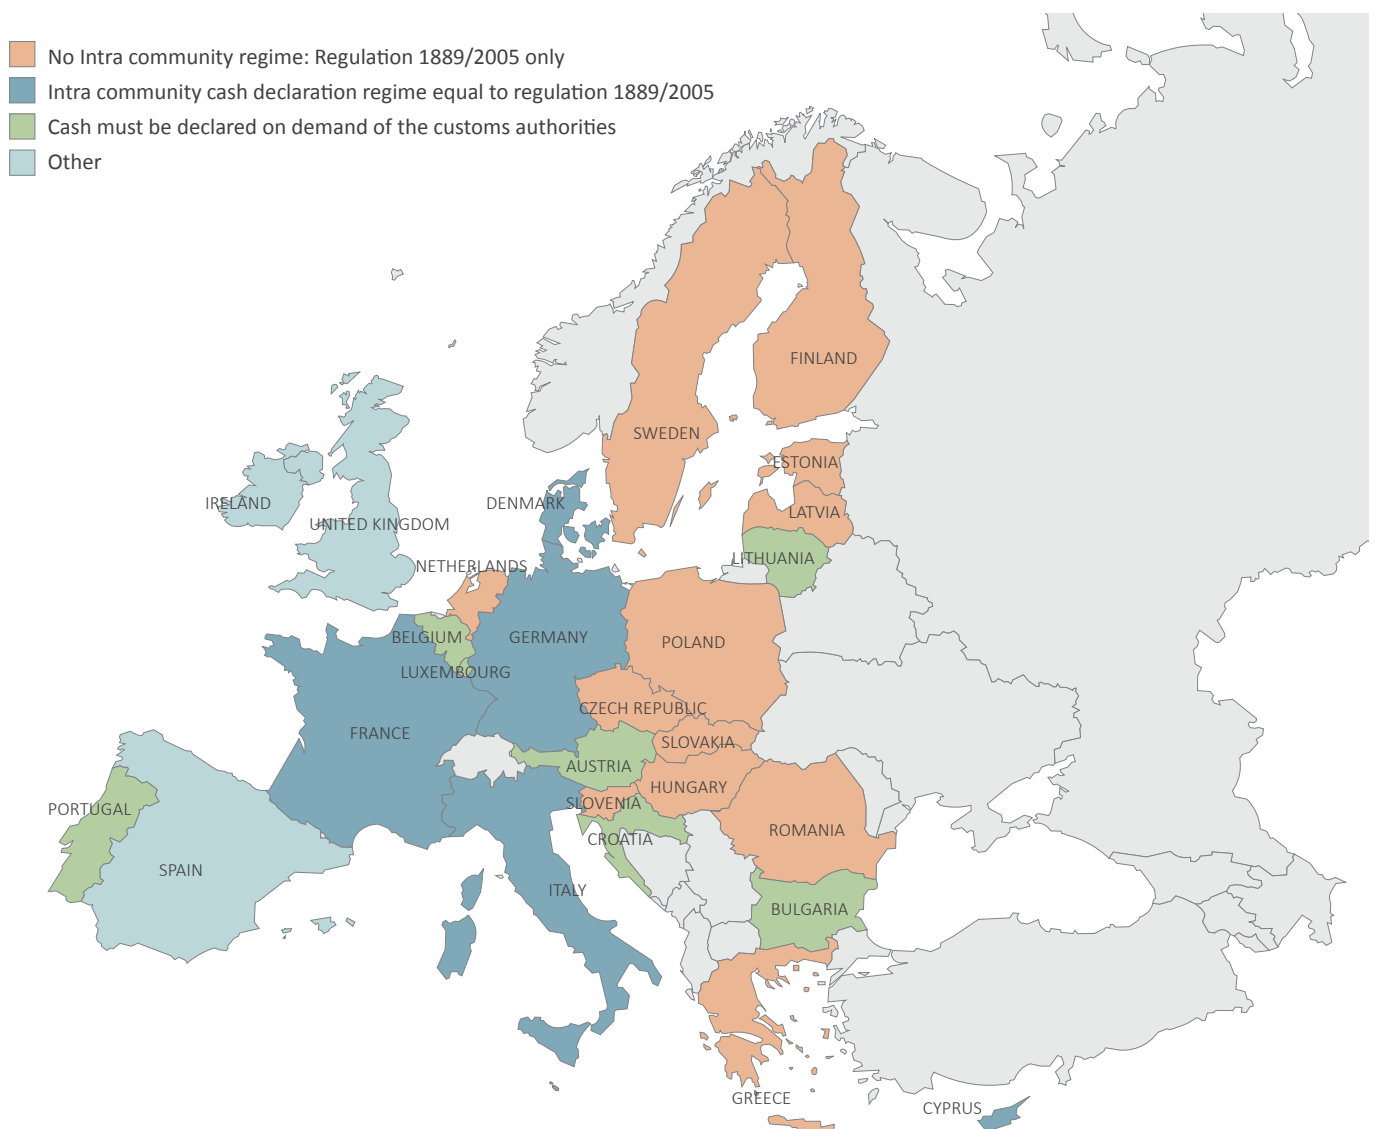 No Intra community regime: Regulation 1889/2005 only
Intra community cash declaration regime equal to regulation 1889/2005
Cash must be declared on demand of the customs authorities
Other
FINLAND
SWEDEN
ESTONIA
IRELAND
DENMARK
LATVIA
UNITED KINGDOM
LITHUANIA
NETHERLANDS
BELGIUM
GERMANY
POLAND
LUXEMBOURG
CZECH REPUBLIC
FRANCE
SLOVAKIA
AUSTRIA
HUNGARY
SLOVENIA
PORTUGAL
ROMANIA
CROATIA
SPAIN
ITALY
BULGARIA
GREECE
CYPRUS